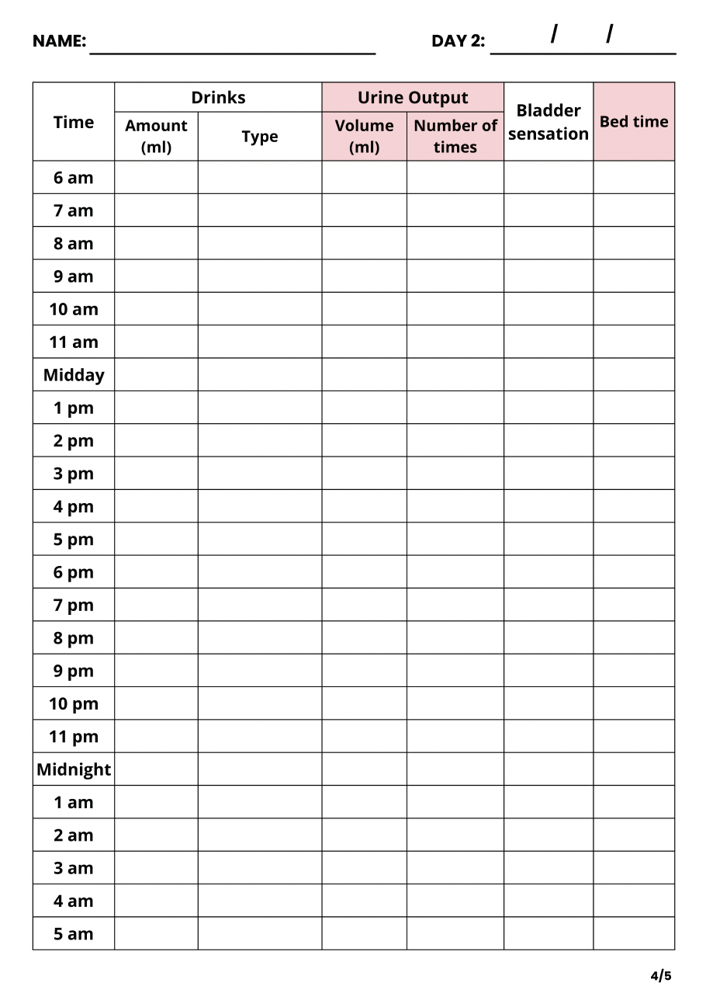 NAME: DAY 2: / /
Drinks Urine Output
Time Bladder sensation Bed time
Amount (ml) Type Volume (ml) Number of times
6 am
7 am
8 am
9 am
10 am
11 am
Midday
1 pm
2 pm
3 pm
4 pm
5 pm
6 pm
7 pm
8 pm
9 pm
10 pm
11 pm
Midnight
1 am
2 am
3 am
4 am
5 am
4/5